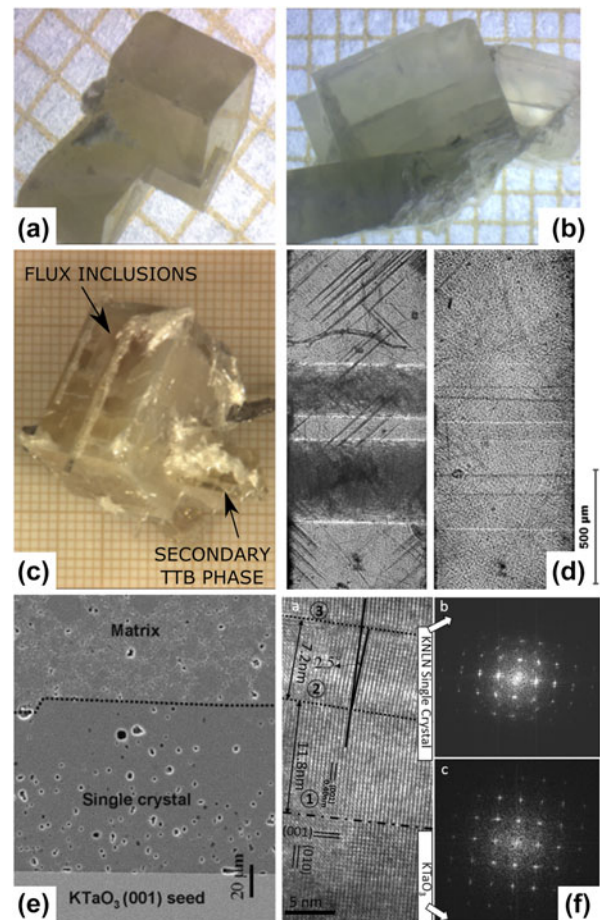 (a)
(b)
FLUX INCLUSIONS
SECONDARY
TTB PHASE
(c)
500 μm
(d)
Matrix
Single crystal
KTaO₃ (001) seed
20 μm
(e)
a
③
7.2nm
2.5°
②
11.8nm
①
(001)
(001)
(010)
5 nm
KNLN Single Crystal
KTaO₃
b
c
(f)